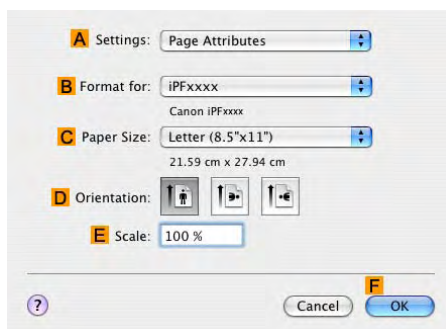 A Settings: Page Attributes
B Format for: iPFxxxx
Canon iPFxxxx
C Paper Size: Letter (8.5"x11")
21.59 cm x 27.94 cm
D Orientation:
E Scale: 100 %
F
? Cancel OK